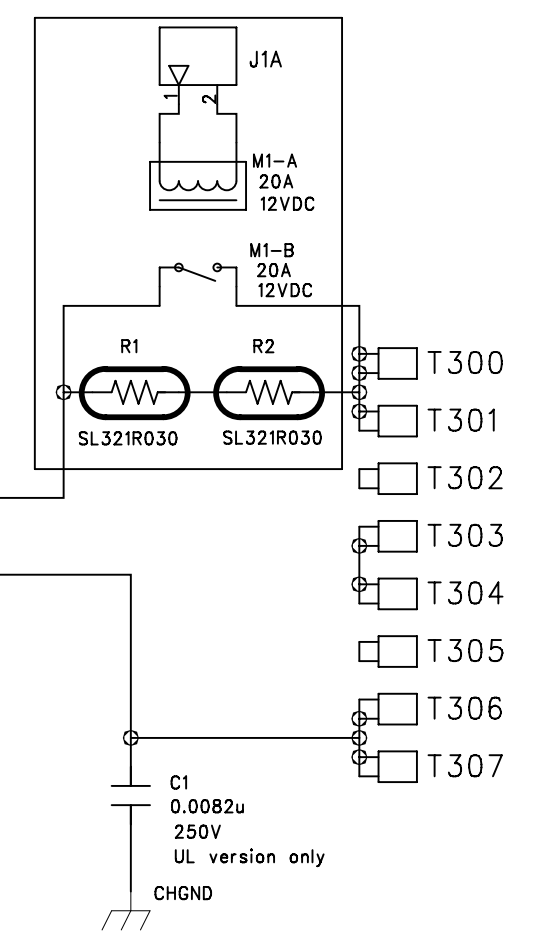 J1A
1 2
M1-A
20A
12VDC
M1-B
20A
12VDC
R1 R2
SL321R030 SL321R030
T300
T301
T302
T303
T304
T305
T306
T307
C1
0.0082u
250V
UL version only
CHGND